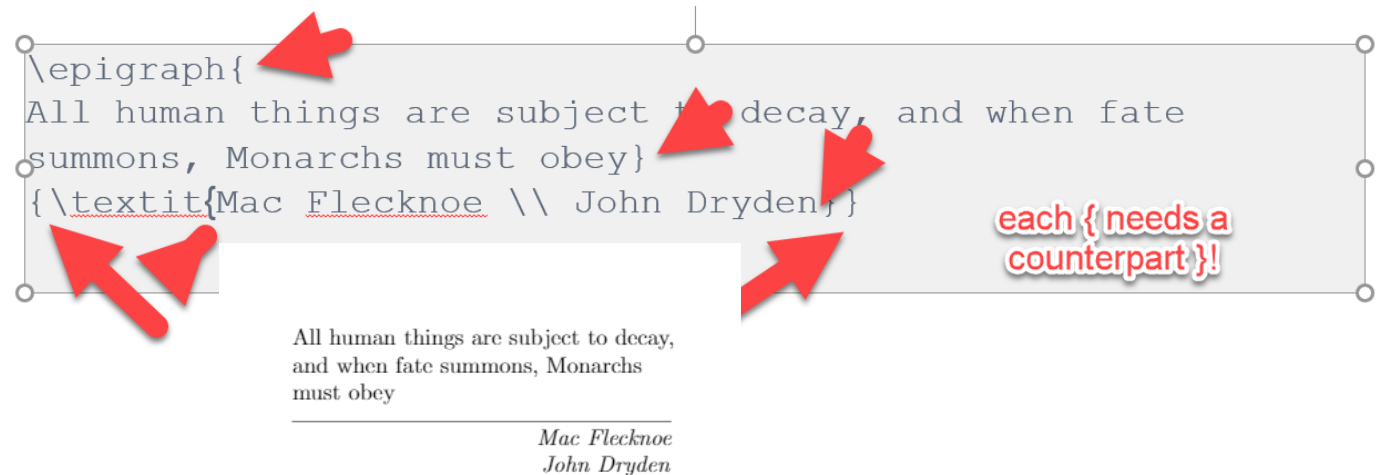 \epigraph{
All human things are subject to decay, and when fate
summons, Monarchs must obey}
{\textit{Mac Flecknoe \\ John Dryden}}
each { needs a
counterpart }!
All human things are subject to decay,
and when fate summons, Monarchs
must obey
Mac Flecknoe
John Dryden